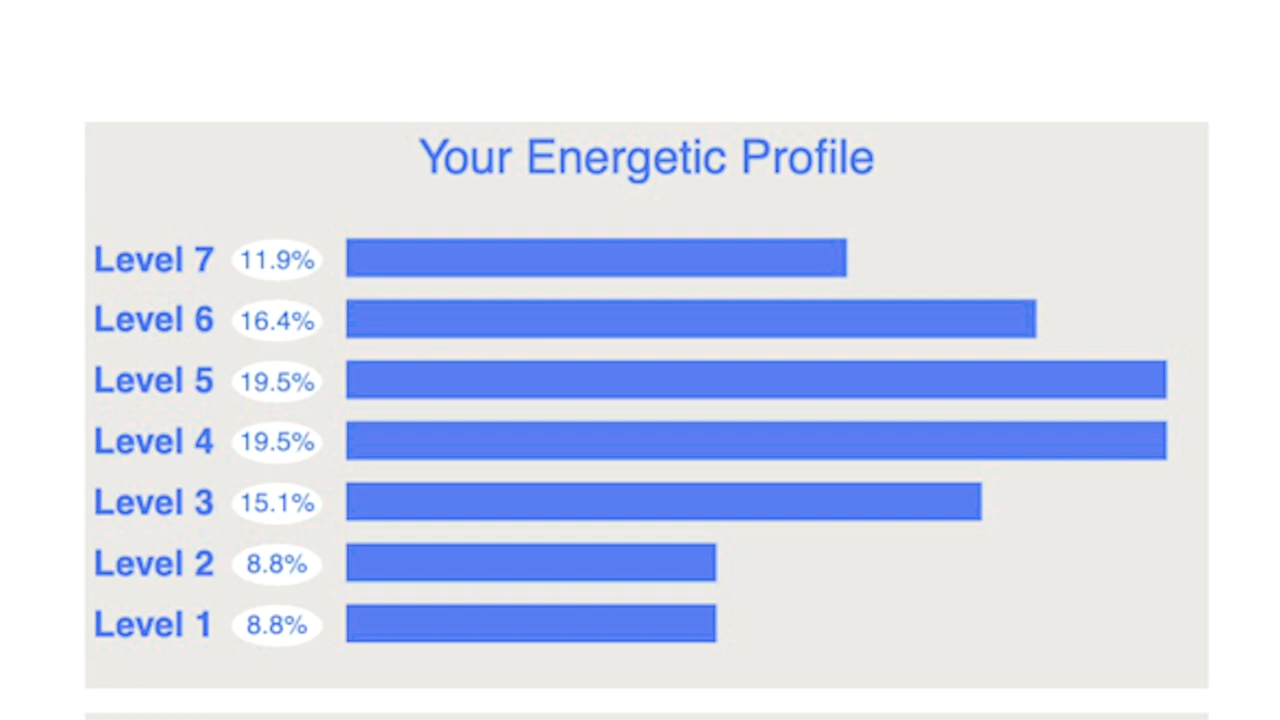 Your Energetic Profile
Level 7 11.9%
Level 6 16.4%
Level 5 19.5%
Level 4 19.5%
Level 3 15.1%
Level 2 8.8%
Level 1 8.8%